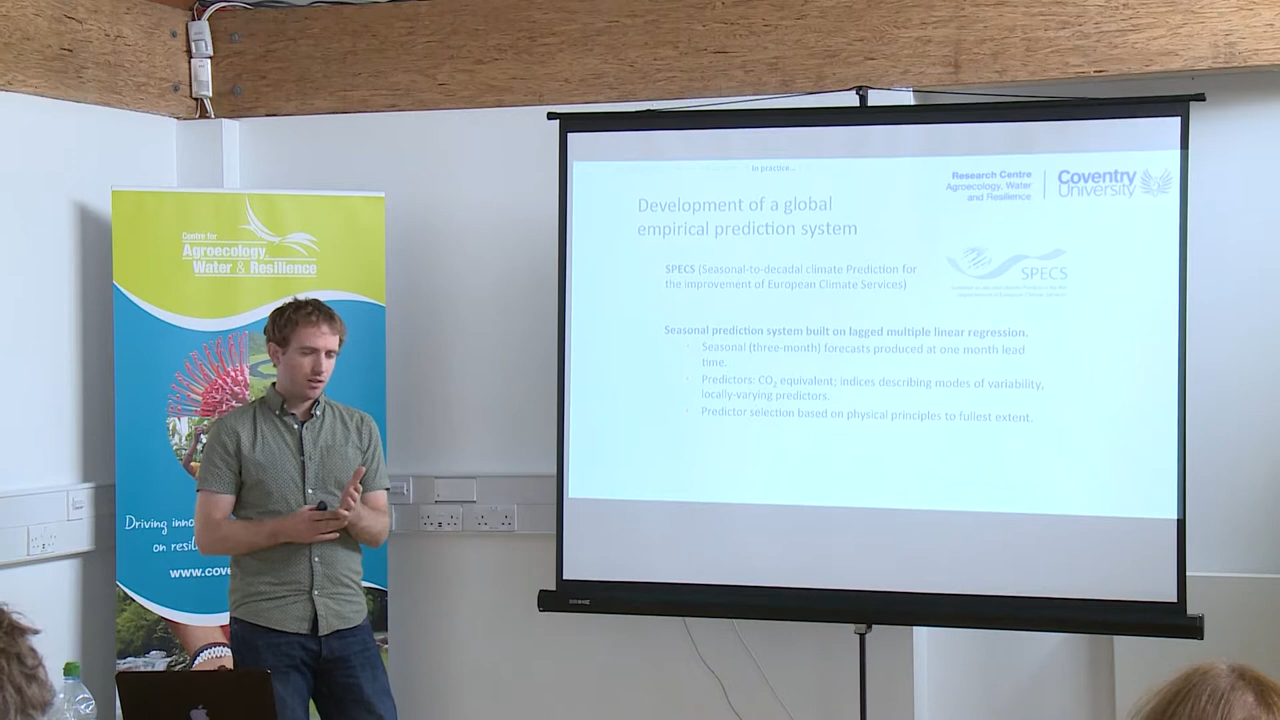 Centre for
Agroecology,
Water & Resilience
Driving inno
on resil
www.cove
In practice...
Research Centre
Agroecology, Water
and Resilience
Coventry
University
Development of a global
empirical prediction system
SPECS (Seasonal-to-decadal climate Prediction for
the improvement of European Climate Services)
SPECS
Seasonal prediction system built on lagged multiple linear regression.
Seasonal (three-month) forecasts produced at one month lead
time.
Predictors: CO₂ equivalent; indices describing modes of variability,
locally-varying predictors.
Predictor selection based on physical principles to fullest extent.